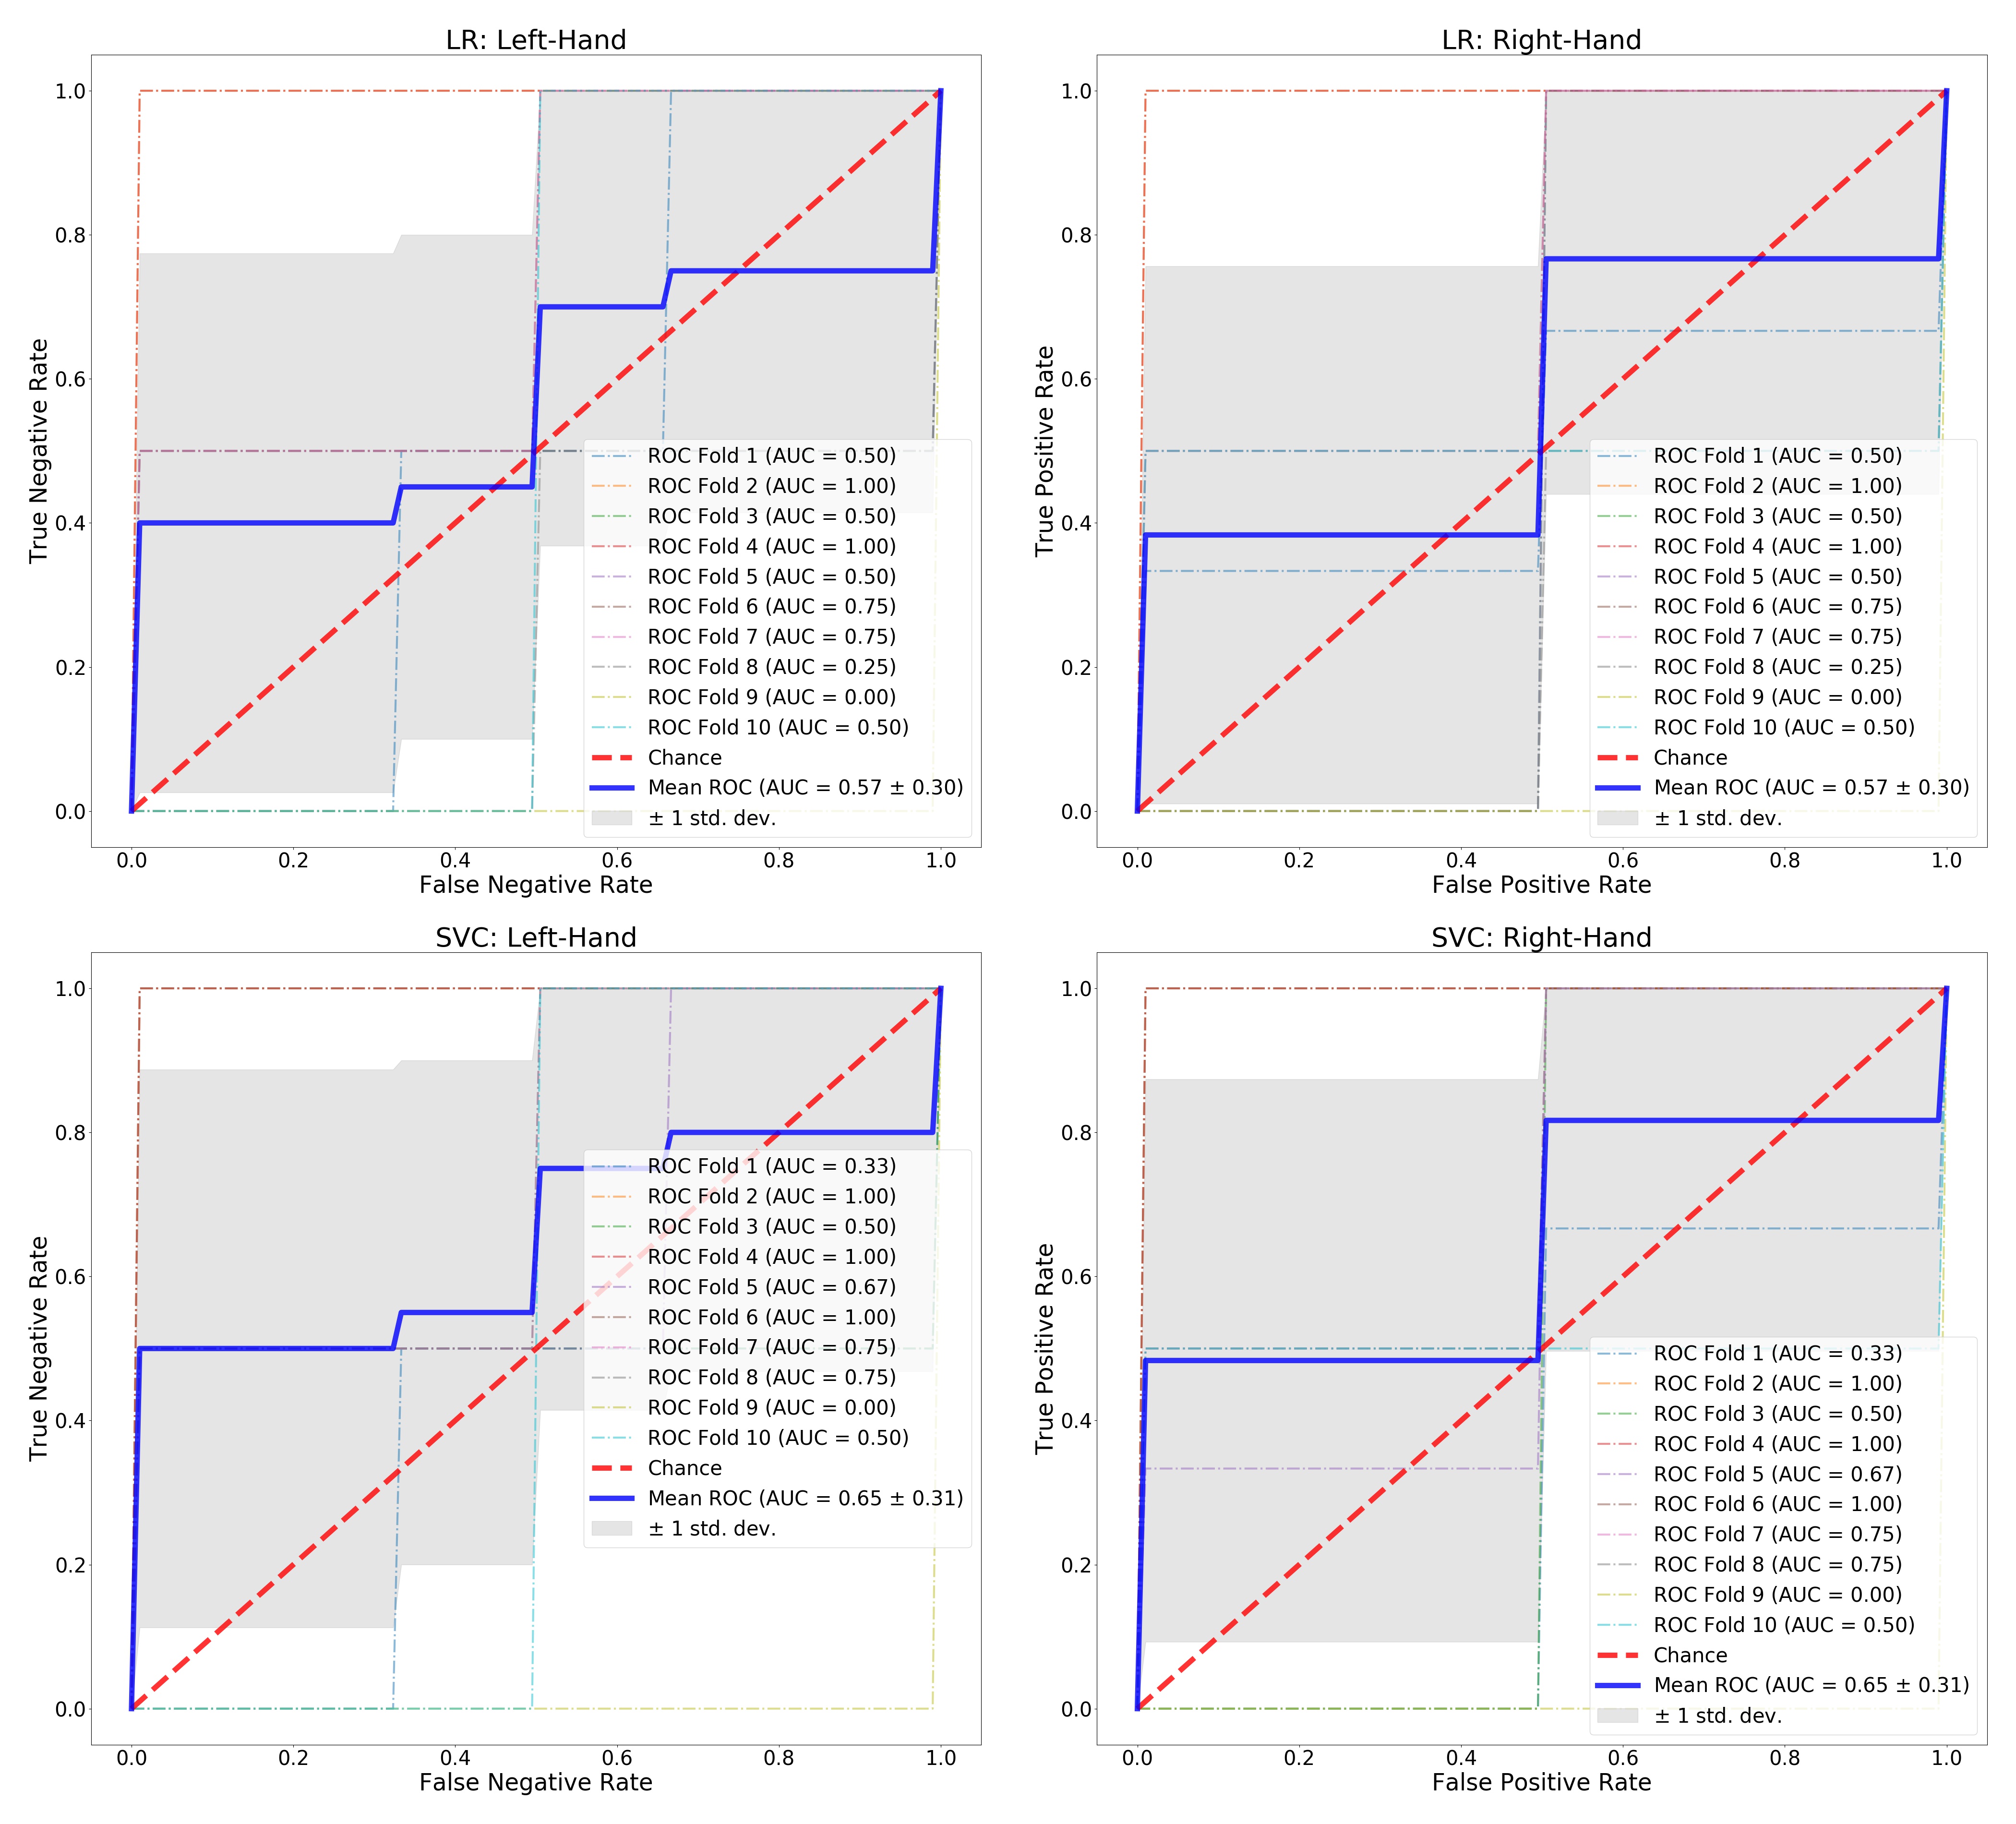 LR: Left-Hand
True Negative Rate
1.0
0.8
0.6
0.4
0.2
0.0
ROC Fold 1 (AUC = 0.50)
ROC Fold 2 (AUC = 1.00)
ROC Fold 3 (AUC = 0.50)
ROC Fold 4 (AUC = 1.00)
ROC Fold 5 (AUC = 0.50)
ROC Fold 6 (AUC = 0.75)
ROC Fold 7 (AUC = 0.75)
ROC Fold 8 (AUC = 0.25)
ROC Fold 9 (AUC = 0.00)
ROC Fold 10 (AUC = 0.50)
Chance
Mean ROC (AUC = 0.57 ± 0.30)
± 1 std. dev.
0.0 0.2 0.4 0.6 0.8 1.0
False Negative Rate
LR: Right-Hand
True Positive Rate
1.0
0.8
0.6
0.4
0.2
0.0
ROC Fold 1 (AUC = 0.50)
ROC Fold 2 (AUC = 1.00)
ROC Fold 3 (AUC = 0.50)
ROC Fold 4 (AUC = 1.00)
ROC Fold 5 (AUC = 0.50)
ROC Fold 6 (AUC = 0.75)
ROC Fold 7 (AUC = 0.75)
ROC Fold 8 (AUC = 0.25)
ROC Fold 9 (AUC = 0.00)
ROC Fold 10 (AUC = 0.50)
Chance
Mean ROC (AUC = 0.57 ± 0.30)
± 1 std. dev.
0.0 0.2 0.4 0.6 0.8 1.0
False Positive Rate
SVC: Left-Hand
True Negative Rate
1.0
0.8
0.6
0.4
0.2
0.0
ROC Fold 1 (AUC = 0.33)
ROC Fold 2 (AUC = 1.00)
ROC Fold 3 (AUC = 0.50)
ROC Fold 4 (AUC = 1.00)
ROC Fold 5 (AUC = 0.67)
ROC Fold 6 (AUC = 1.00)
ROC Fold 7 (AUC = 0.75)
ROC Fold 8 (AUC = 0.75)
ROC Fold 9 (AUC = 0.00)
ROC Fold 10 (AUC = 0.50)
Chance
Mean ROC (AUC = 0.65 ± 0.31)
± 1 std. dev.
0.0 0.2 0.4 0.6 0.8 1.0
False Negative Rate
SVC: Right-Hand
True Positive Rate
1.0
0.8
0.6
0.4
0.2
0.0
ROC Fold 1 (AUC = 0.33)
ROC Fold 2 (AUC = 1.00)
ROC Fold 3 (AUC = 0.50)
ROC Fold 4 (AUC = 1.00)
ROC Fold 5 (AUC = 0.67)
ROC Fold 6 (AUC = 1.00)
ROC Fold 7 (AUC = 0.75)
ROC Fold 8 (AUC = 0.75)
ROC Fold 9 (AUC = 0.00)
ROC Fold 10 (AUC = 0.50)
Chance
Mean ROC (AUC = 0.65 ± 0.31)
± 1 std. dev.
0.0 0.2 0.4 0.6 0.8 1.0
False Positive Rate